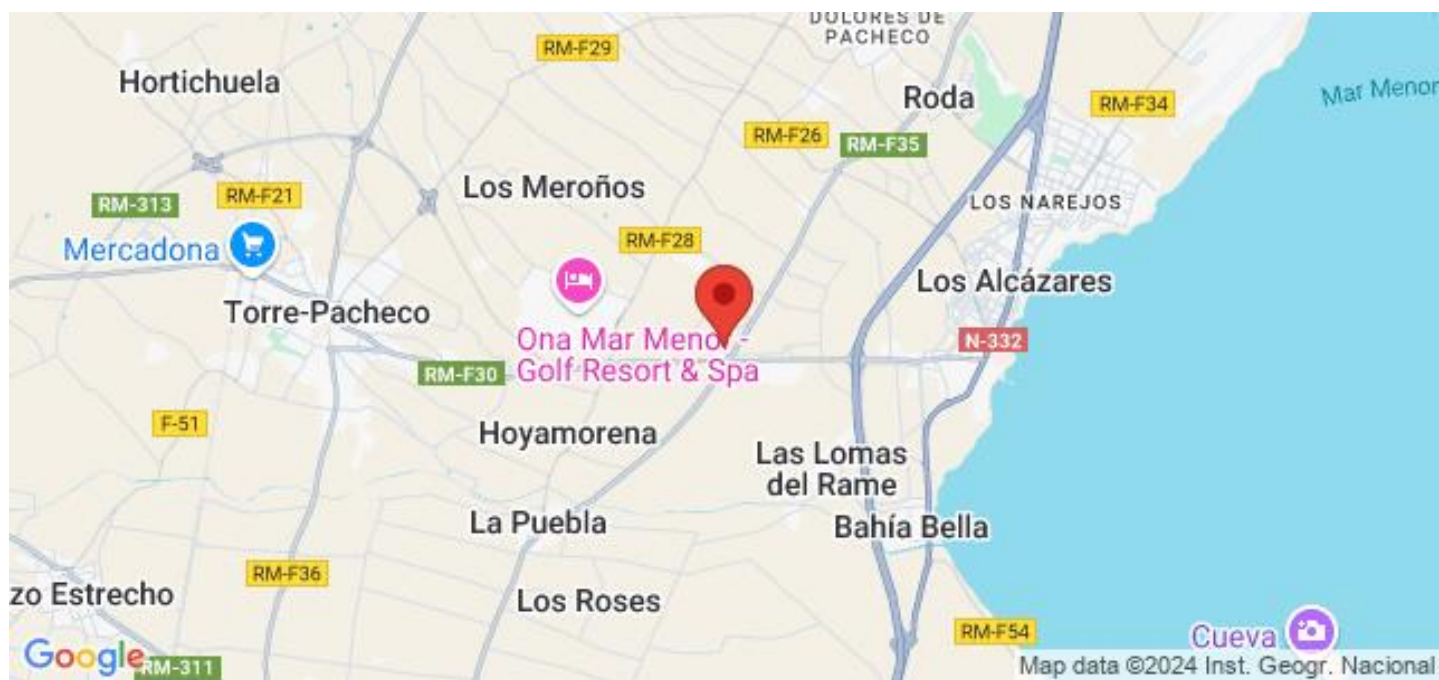 DOLORES DE
PACHECO
RM-F29
Hortichuela
Roda
RM-F34
Mar Menor
RM-F26
RM-F35
Los Meroños
RM-F21
RM-313
LOS NAREJOS
Mercadona
RM-F28
Los Alcázares
Torre-Pacheco
Ona Mar Menor -
Golf Resort & Spa
N-332
RM-F30
F-51
Hoyamorena
Las Lomas
del Rame
La Puebla
Bahía Bella
RM-F36
zo Estrecho
Los Roses
RM-F54
Cueva
Google
RM-311
Map data ©2024 Inst. Geogr. Nacional